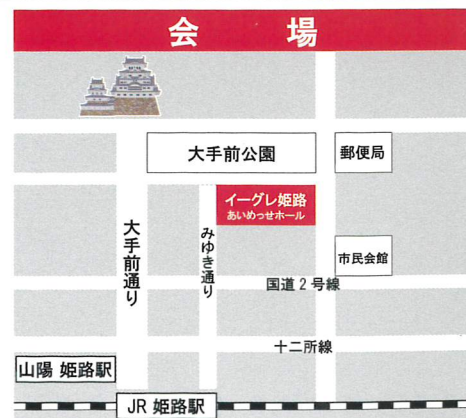 会場
大手前公園
郵便局
イーグレ姫路
あいめっせホール
大手前通り
みゆき通り
市民会館
国道2号線
十二所線
山陽 姫路駅
JR 姫路駅